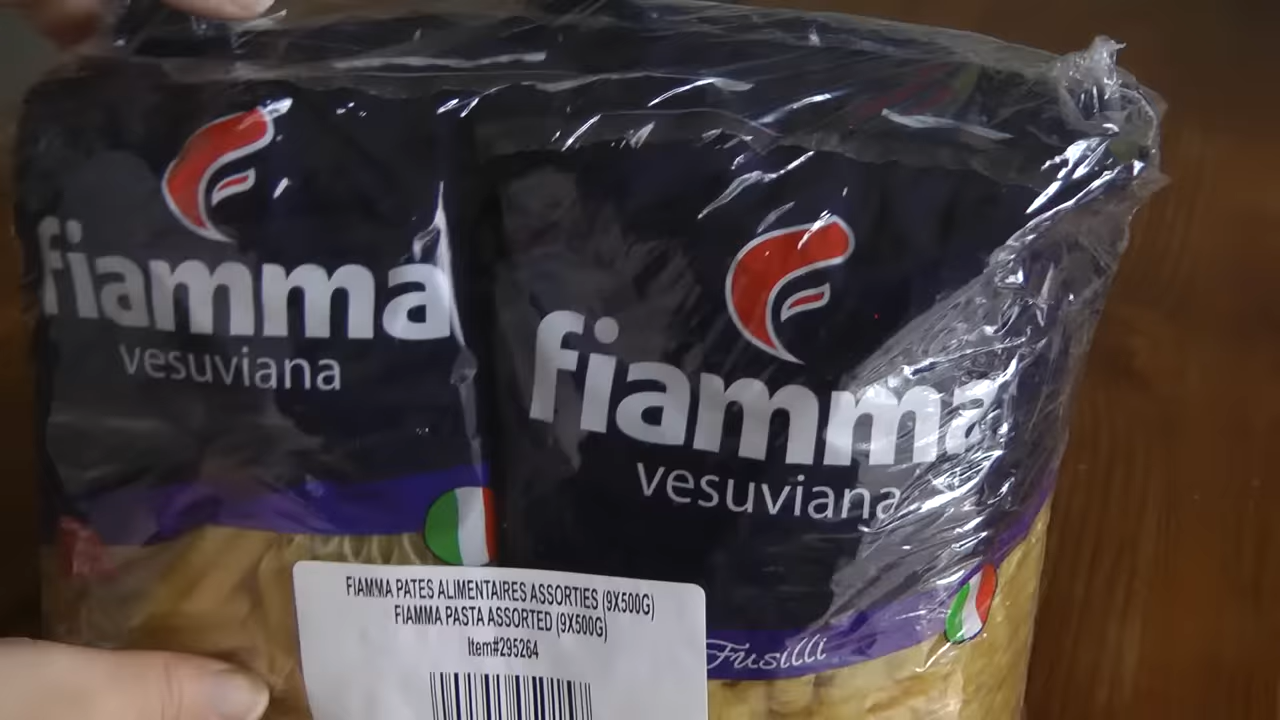 fiamma
vesuviana
fiamma
vesuviana
FIAMMA PATES ALIMENTAIRES ASSORTIES (9X500G)
FIAMMA PASTA ASSORTED (9X500G)
Item#295264
Fusilli